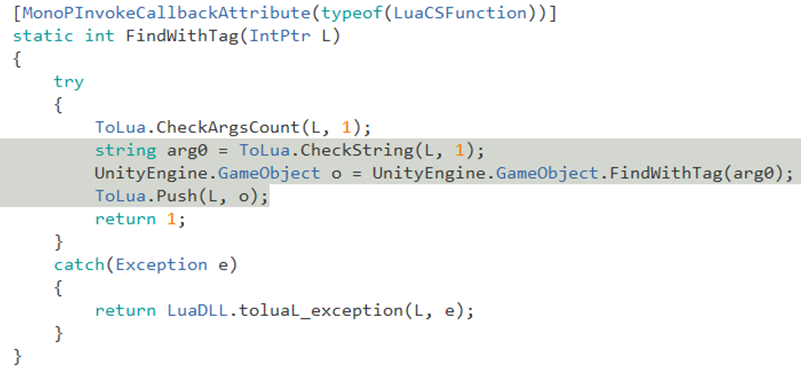 [MonoPInvokeCallbackAttribute(typeof(LuaCSFunction))]
static int FindWithTag(IntPtr L)
{
    try
    {
        ToLua.CheckArgsCount(L, 1);
        string arg0 = ToLua.CheckString(L, 1);
        UnityEngine.GameObject o = UnityEngine.GameObject.FindWithTag(arg0);
        ToLua.Push(L, o);
        return 1;
    }
    catch(Exception e)
    {
        return LuaDLL.toluaL_exception(L, e);
    }
}